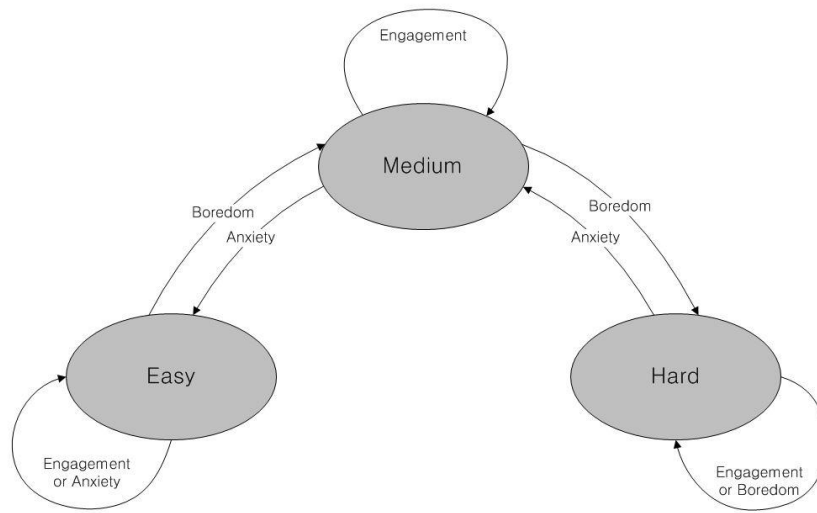 Engagement
Medium
Boredom
Anxiety
Boredom
Anxiety
Easy
Hard
Engagement
or Anxiety
Engagement
or Boredom